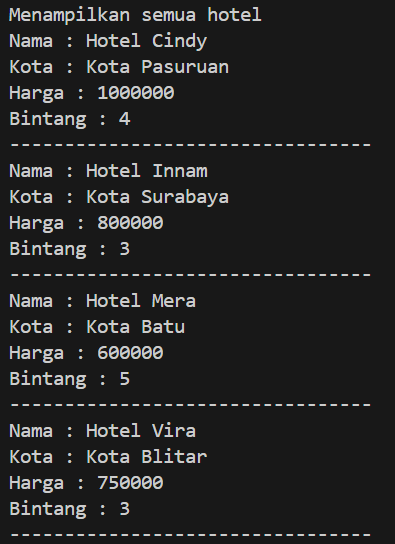 Menampilkan semua hotel
Nama : Hotel Cindy
Kota : Kota Pasuruan
Harga : 1000000
Bintang : 4
---------------------------------
Nama : Hotel Innam
Kota : Kota Surabaya
Harga : 800000
Bintang : 3
---------------------------------
Nama : Hotel Mera
Kota : Kota Batu
Harga : 600000
Bintang : 5
---------------------------------
Nama : Hotel Vira
Kota : Kota Blitar
Harga : 750000
Bintang : 3
---------------------------------